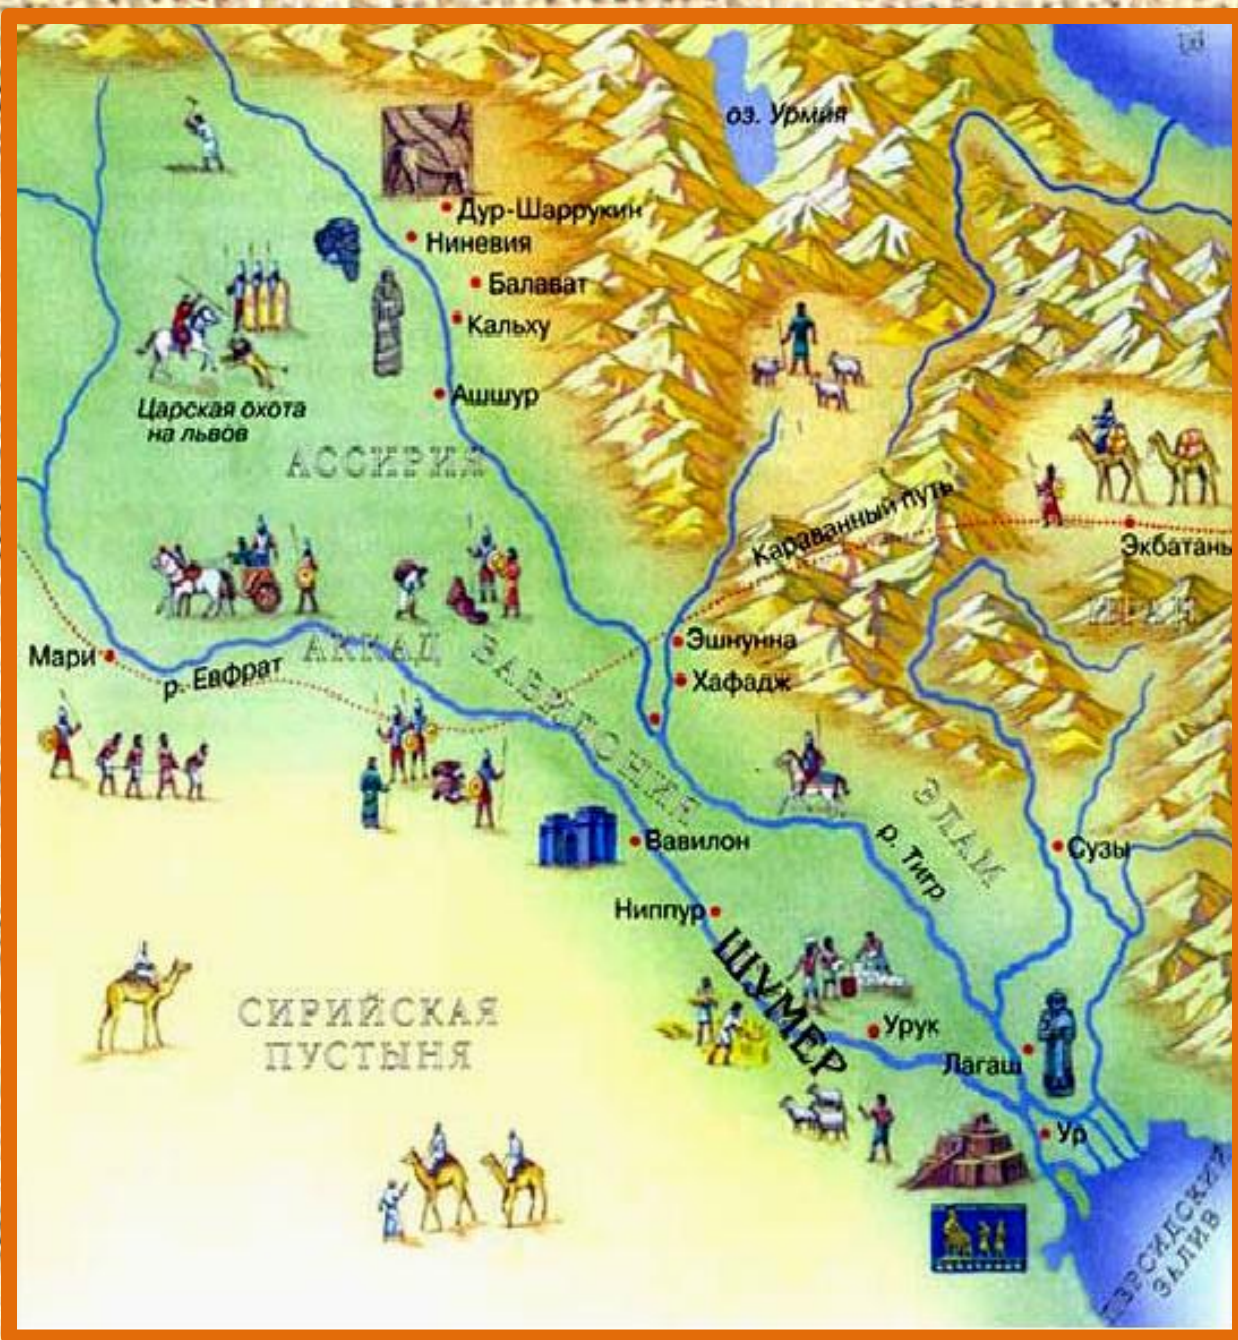 оз. Урмия
Дур-Шаррукин
Ниневия
Балават
Кальху
Ашшур
Царская охота
на львов
АССИРИЯ
Караванный путь
Экбатаны
ИРАН
Эшнунна
Хафадж
Мари
р. Евфрат
АККАД
ВАВИЛОНИЯ
ЭЛАМ
Вавилон
р. Тигр
Сузы
Ниппур
ШУМЕР
СИРИЙСКАЯ
ПУСТЫНЯ
Урук
Лагаш
Ур
ПЕРСИДСКИЙ
ЗАЛИВ